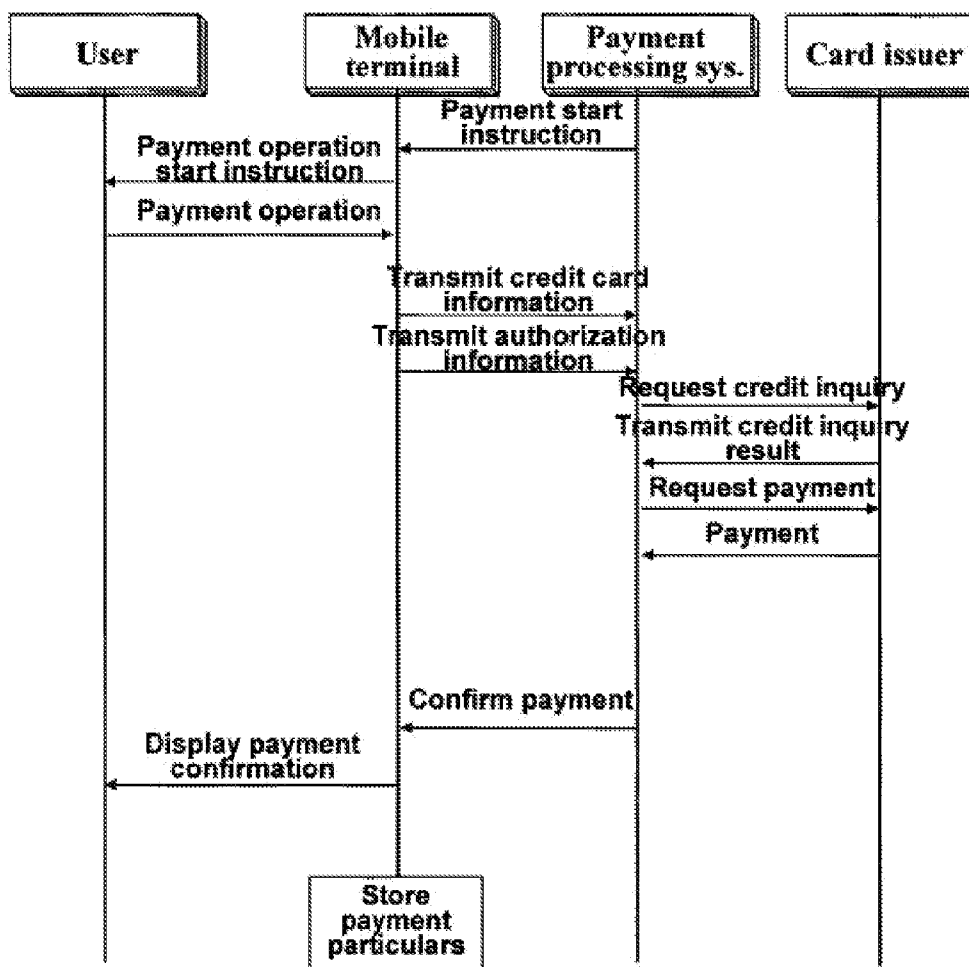 User
Mobile
terminal
Payment
processing sys.
Card issuer
Payment start
instruction
Payment operation
start instruction
Payment operation
Transmit credit card
information
Transmit authorization
information
Request credit inquiry
Transmit credit inquiry
result
Request payment
Payment
Confirm payment
Display payment
confirmation
Store
payment
particulars